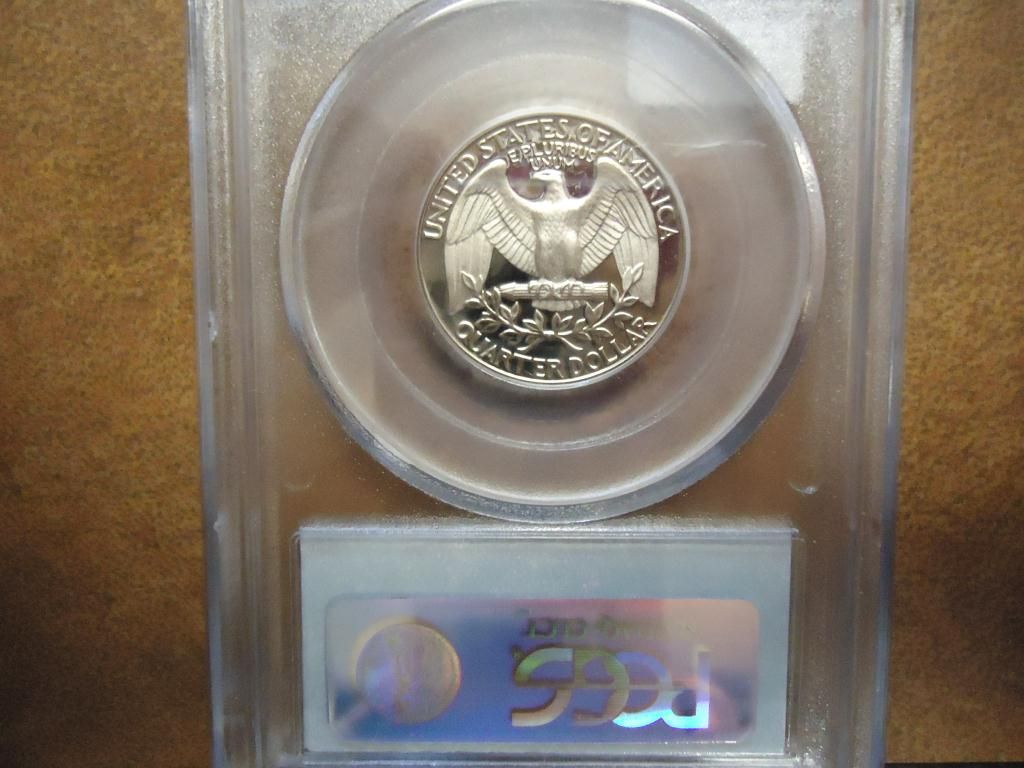 UNITED STATES OF AMERICA
E PLURIBUS
UNUM
QUARTER DOLLAR
PCGS